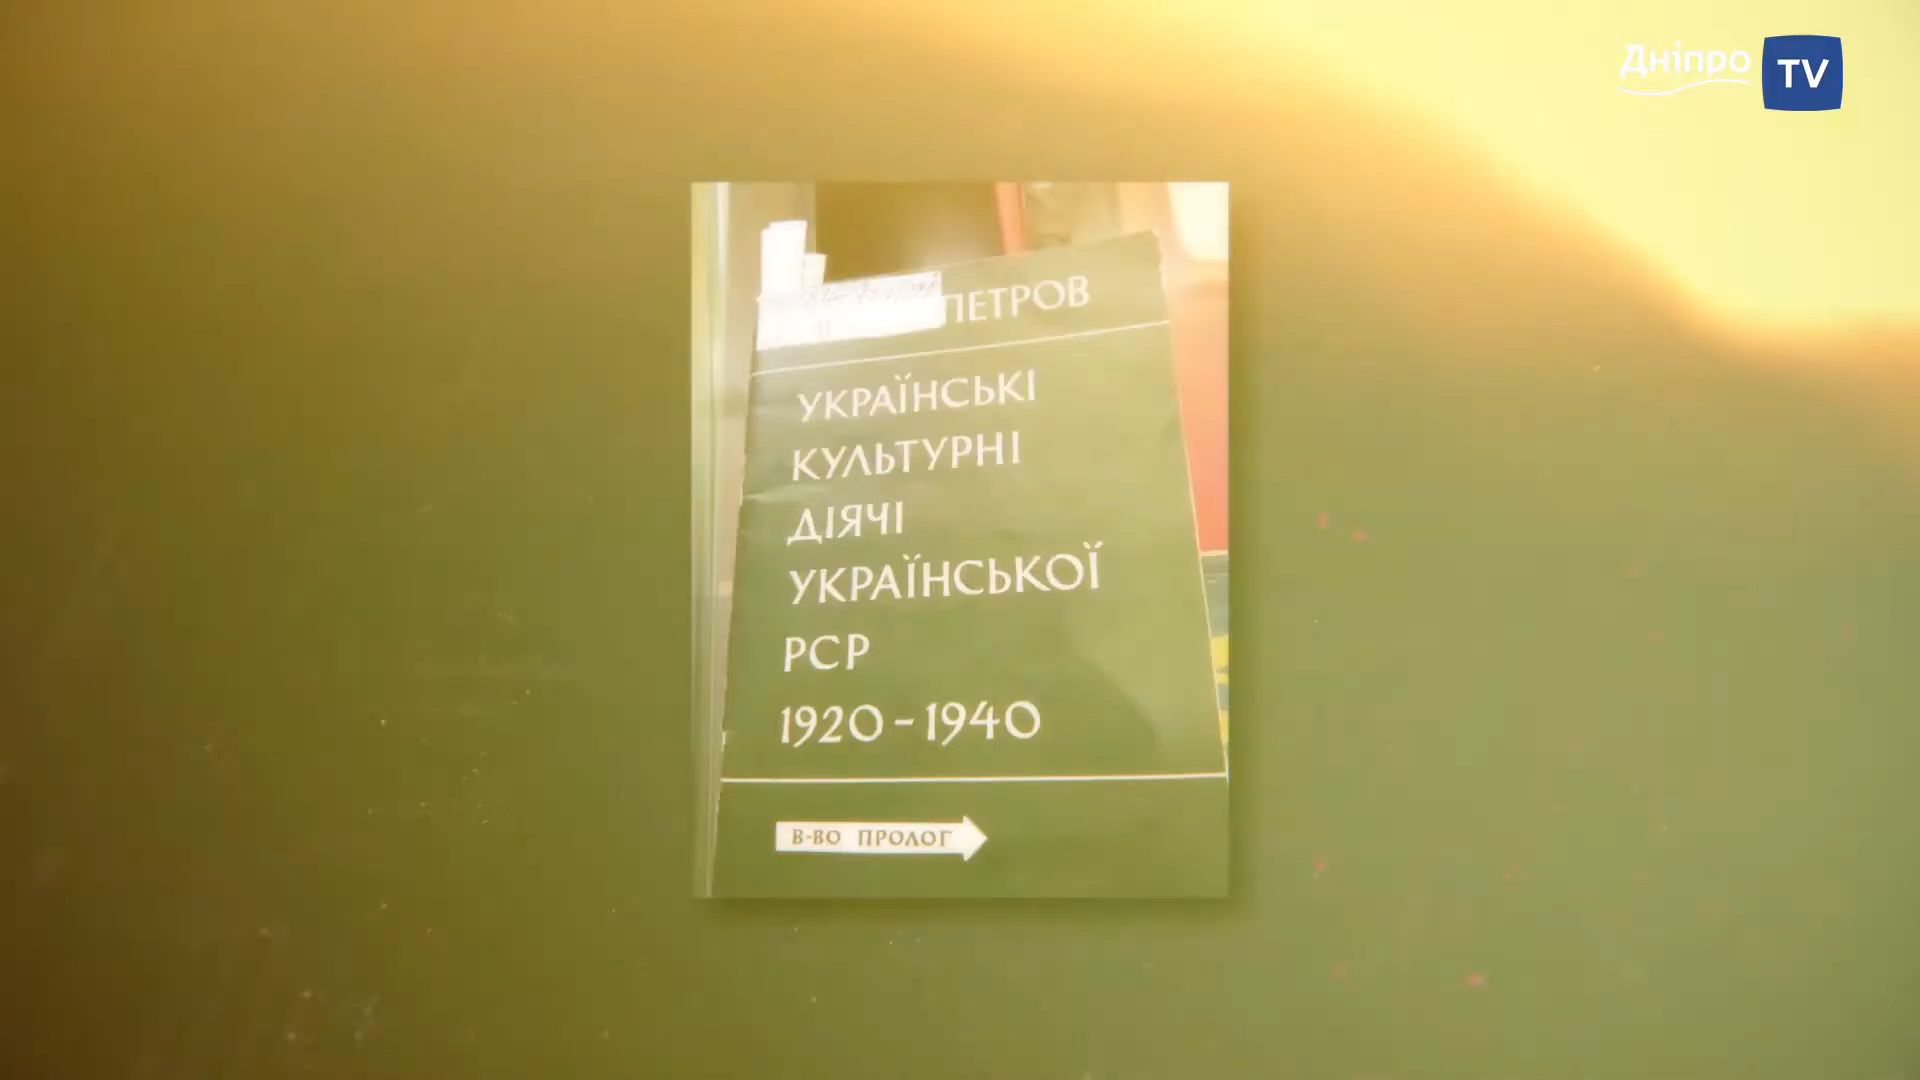 Дніпро TV
ПЕТРОВ
УКРАЇНСЬКІ
КУЛЬТУРНІ
ДІЯЧІ
УКРАЇНСЬКОЇ
РСР
1920-1940
В-ВО ПРОЛОГ